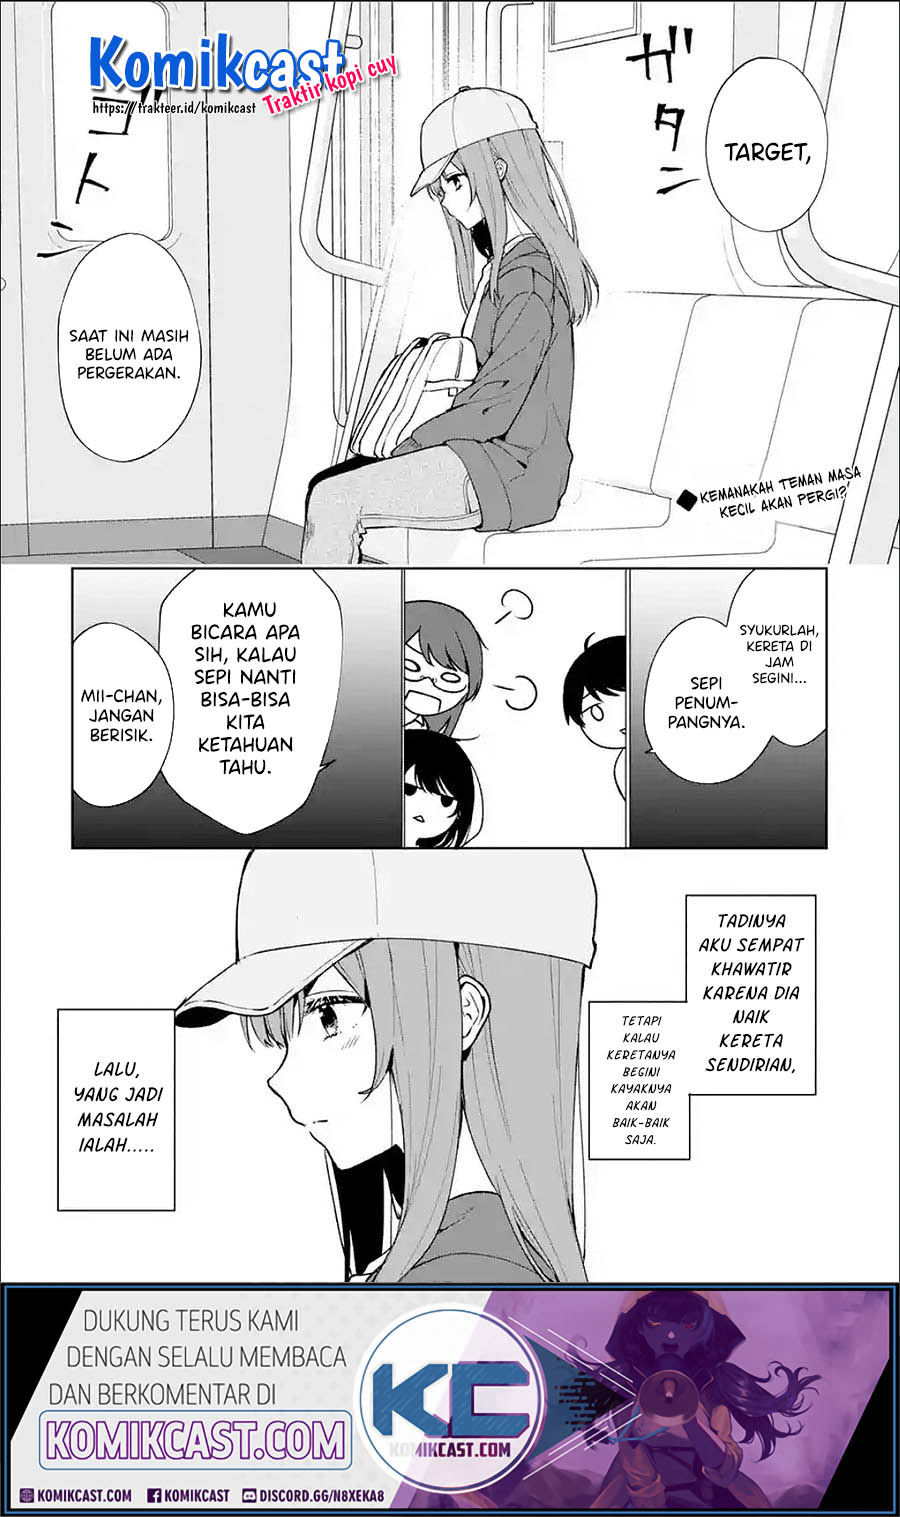 Komikcast
https://trakteer.id/komikcast
Traktir kopi cuy
ガタン
TARGET,
ゴトン
SAAT INI MASIH
BELUM ADA
PERGERAKAN.
KEMANAKAH TEMAN MASA
KECIL AKAN PERGI?
SYUKURLAH,
KERETA DI
JAM
SEGINI...
SEPI
PENUM-
PANGNYA.
KAMU
BICARA APA
SIH, KALAU
SEPI NANTI
BISA-BISA
KITA
KETAHUAN
TAHU.
MII-CHAN,
JANGAN
BERISIK.
TADINYA
AKU SEMPAT
KHAWATIR
KARENA DIA
NAIK
KERETA
SENDIRIAN,
TETAPI
KALAU
KERETANYA
BEGINI
KAYAKNYA
AKAN
BAIK-BAIK
SAJA.
LALU,
YANG JADI
MASALAH
IALAH.....
DUKUNG TERUS KAMI
DENGAN SELALU MEMBACA
DAN BERKOMENTAR DI
KOMIKCAST.COM
KOMIKCAST.COM
KOMIKCAST
DISCORD.GG/N8XEKA8
KC
KOMIKCAST.COM